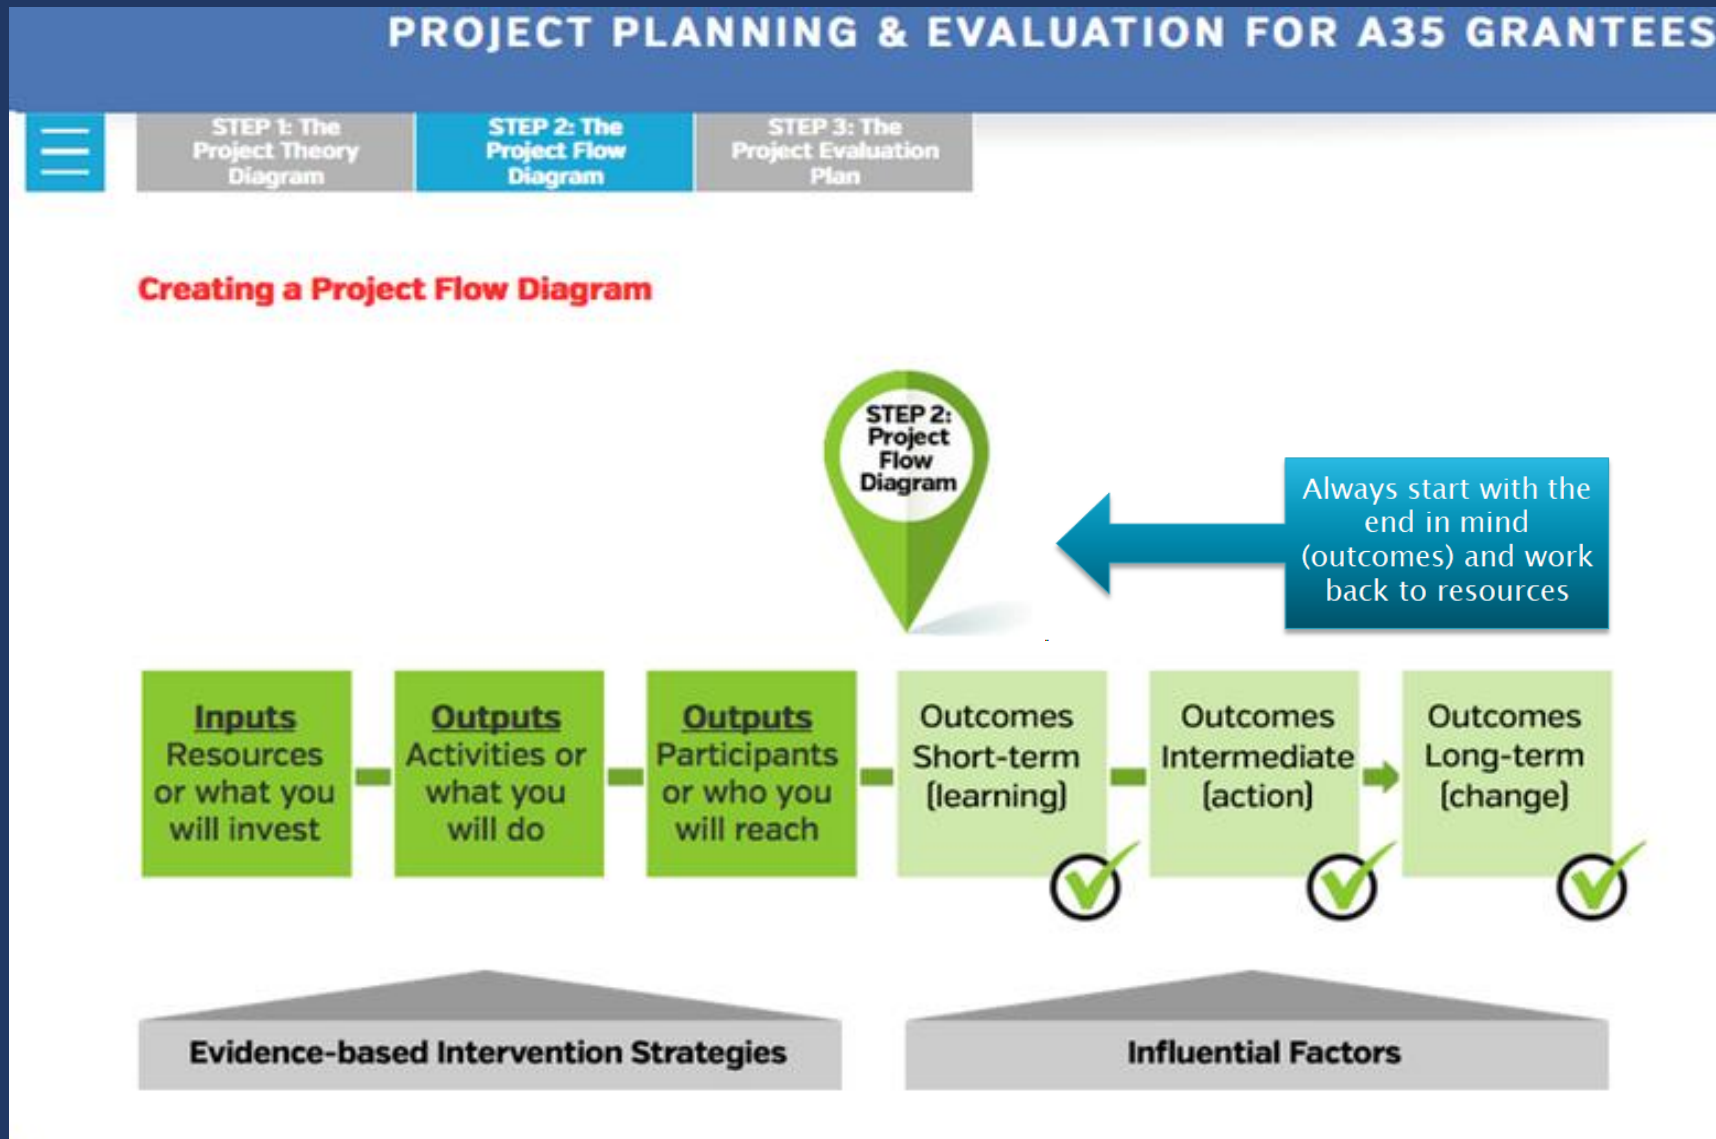 PROJECT PLANNING & EVALUATION FOR A35 GRANTEES
STEP 1: The
Project Theory
Diagram
STEP 2: The
Project Flow
Diagram
STEP 3: The
Project Evaluation
Plan
Creating a Project Flow Diagram
STEP 2:
Project
Flow
Diagram
Always start with the
end in mind
(outcomes) and work
back to resources
Inputs
Resources
or what you
will invest
Outputs
Activities or
what you
will do
Outputs
Participants
or who you
will reach
Outcomes
Short-term
(learning)
Outcomes
Intermediate
(action)
Outcomes
Long-term
(change)
Evidence-based Intervention Strategies
Influential Factors